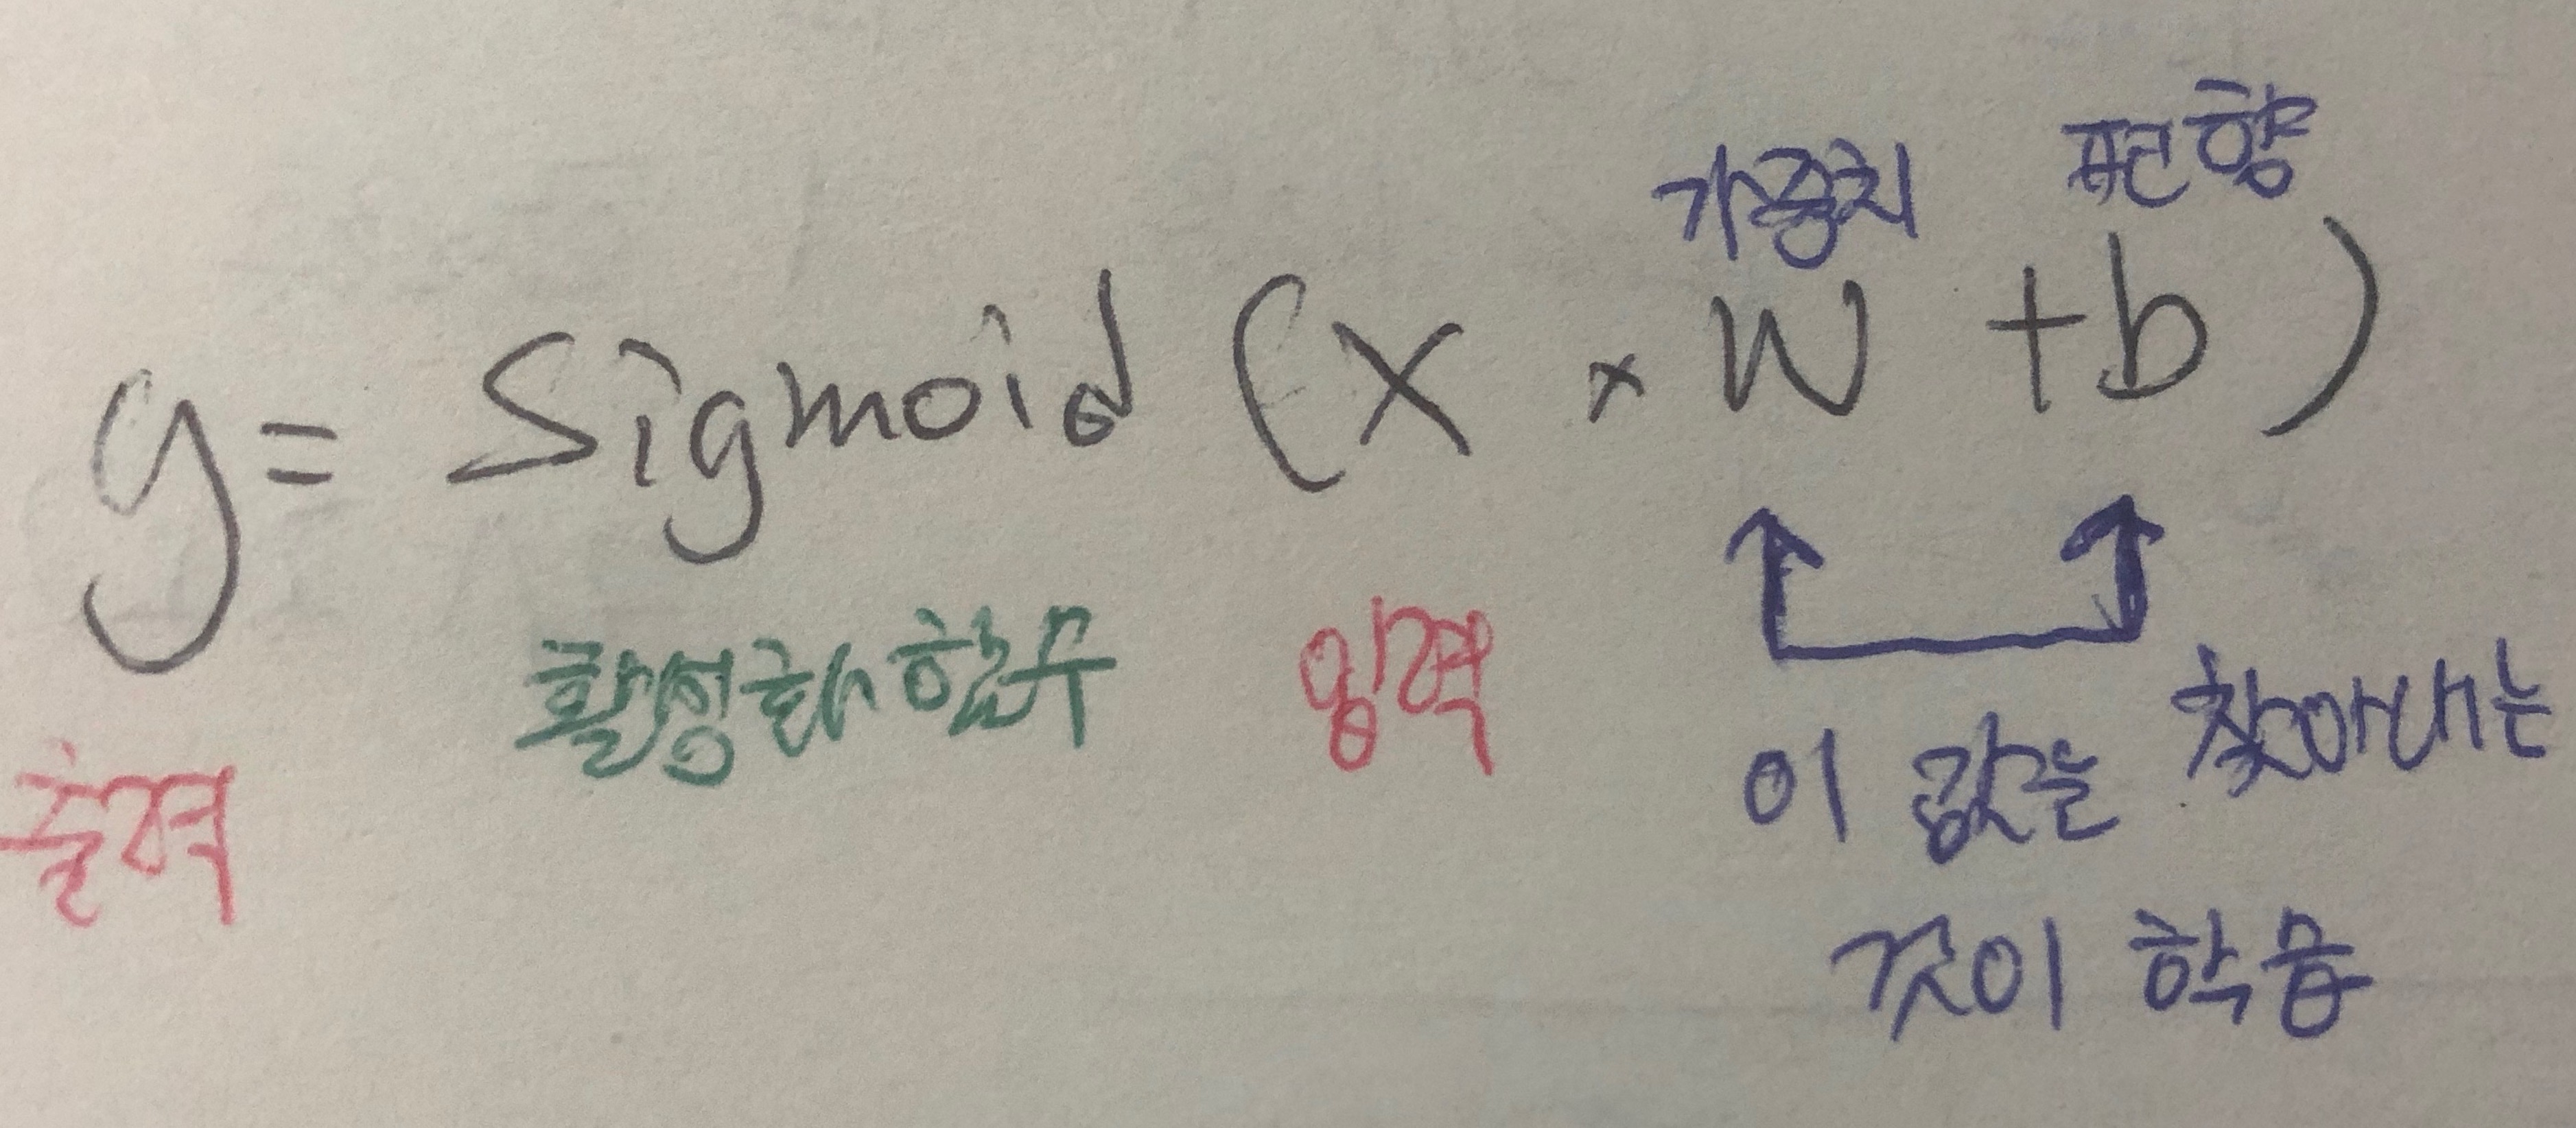 가중치 편향
y = Sigmoid (x × W + b)
출력 활성화 함수 입력
이 값을 찾아내는
것이 학습